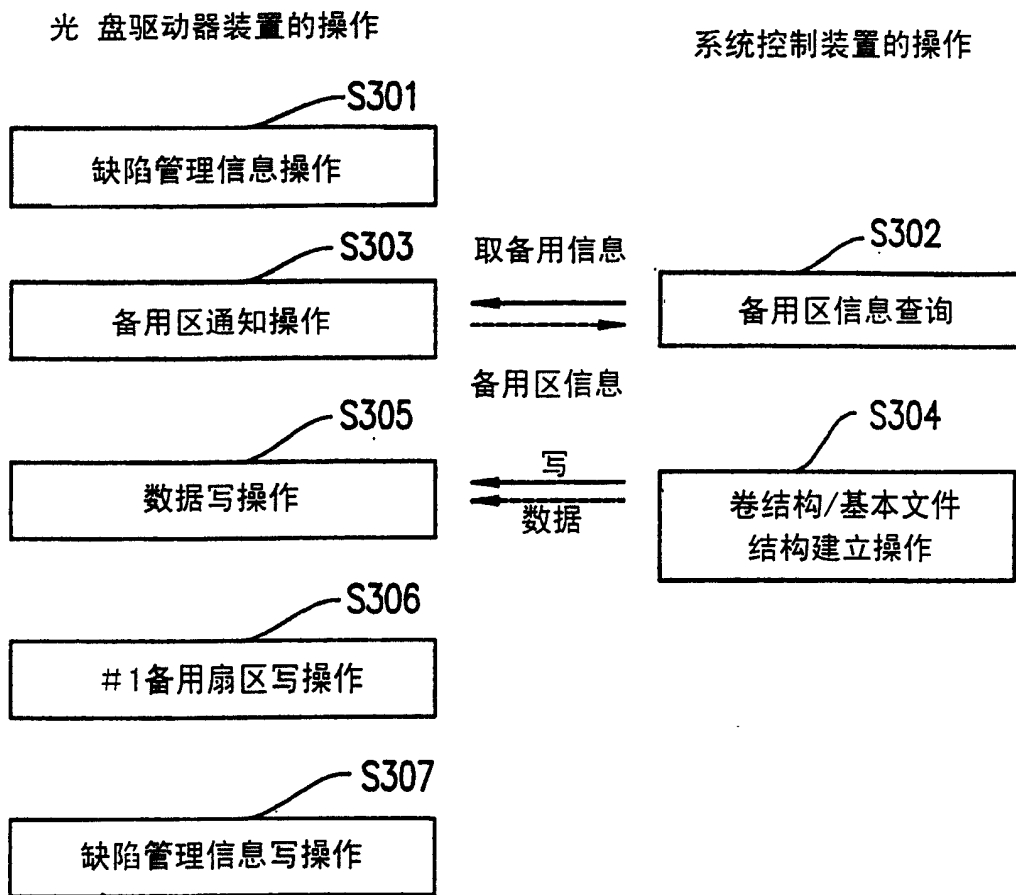 光 盘驱动器装置的操作
系统控制装置的操作
S301
缺陷管理信息操作
S303
备用区通知操作
取备用信息
备用区信息
S302
备用区信息查询
S305
数据写操作
写
数据
S304
卷结构/基本文件
结构建立操作
S306
#1备用扇区写操作
S307
缺陷管理信息写操作